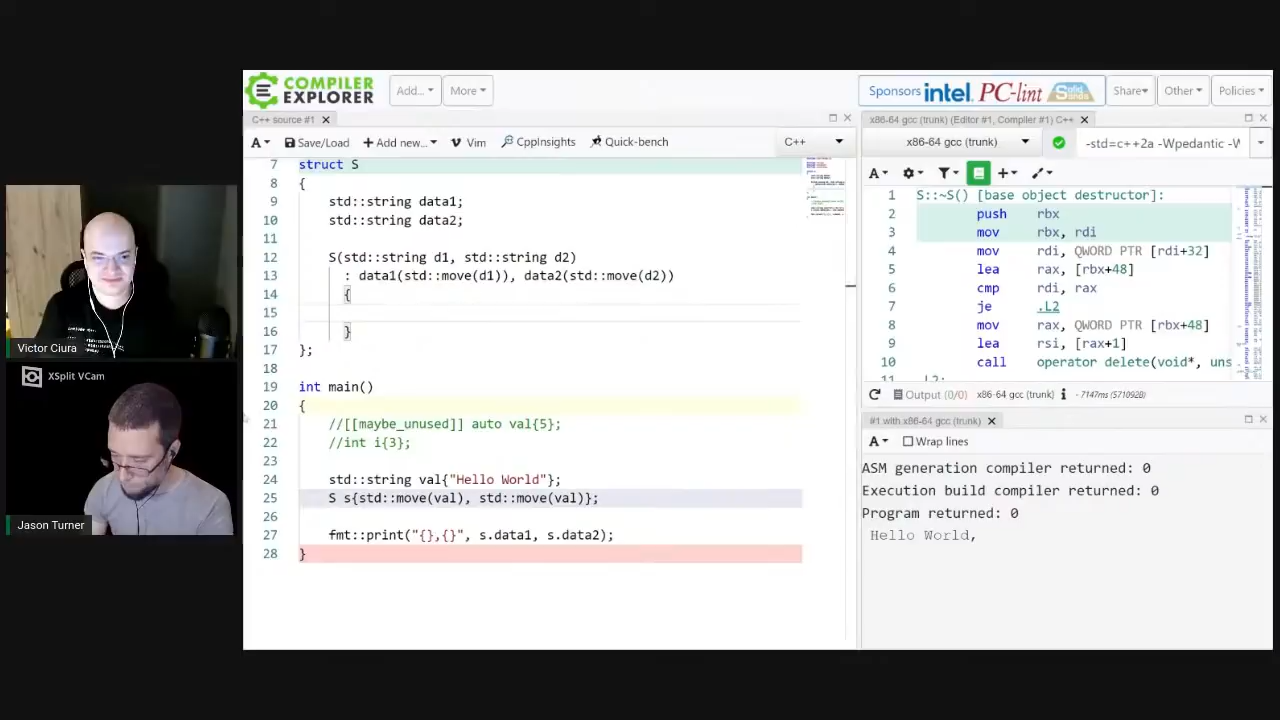 COMPILER
EXPLORER
Add...
More
Sponsors intel PC-lint Solid Sands
Share
Other
Policies
C++ source #1
A
Save/Load
Add new...
Vim
CppInsights
Quick-bench
C++
7 struct S
8 {
9 std::string data1;
10 std::string data2;
11
12 S(std::string d1, std::string d2)
13 : data1(std::move(d1)), data2(std::move(d2))
14 {
15
16 }
17 };
18
19 int main()
20 {
21 //[[maybe_unused]] auto val{5};
22 //int i{3};
23
24 std::string val{"Hello World"};
25 S s{std::move(val), std::move(val)};
26
27 fmt::print("{},{}", s.data1, s.data2);
28 }
x86-64 gcc (trunk) (Editor #1, Compiler #1) C++
x86-64 gcc (trunk)
-std=c++2a -Wpedantic -W
A
1 S::~S() [base object destructor]:
2 push rbx
3 mov rbx, rdi
4 mov rdi, QWORD PTR [rdi+32]
5 lea rax, [rbx+48]
6 cmp rdi, rax
7 je .L2
8 mov rax, QWORD PTR [rbx+48]
9 lea rsi, [rax+1]
10 call operator delete(void*, uns
11 .L2:
Output (0/0) x86-64 gcc (trunk) i - 7147ms (571092B)
#1 with x86-64 gcc (trunk)
A Wrap lines
ASM generation compiler returned: 0
Execution build compiler returned: 0
Program returned: 0
Hello World,
Victor Ciura
XSplit VCam
Jason Turner